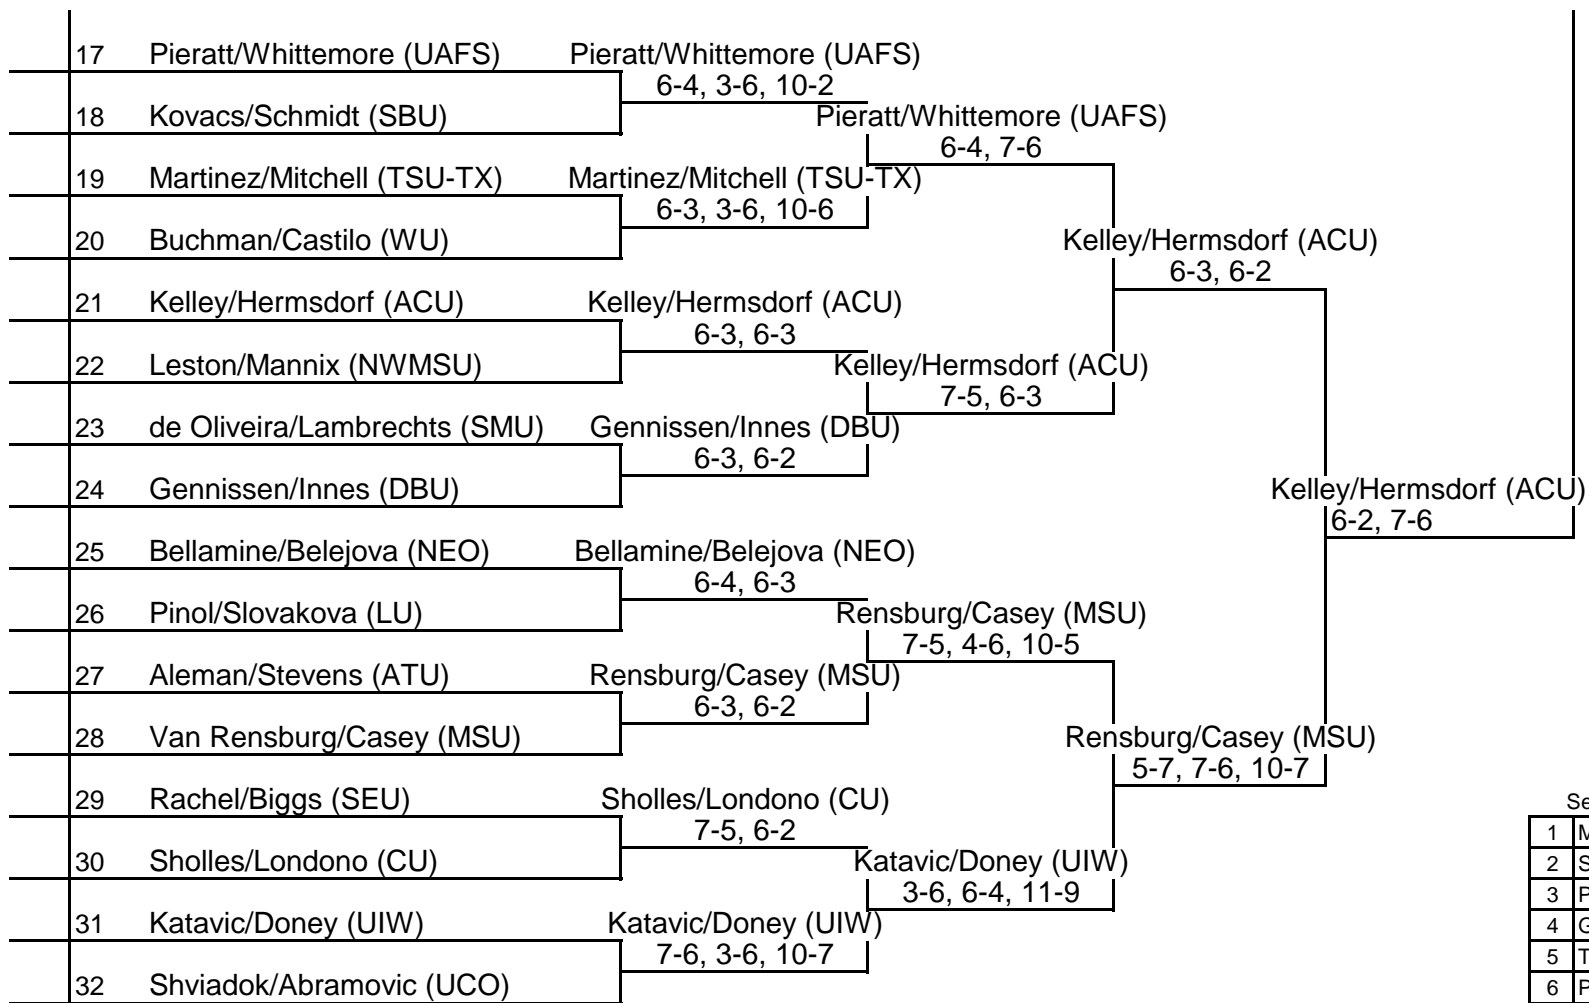 17 Pieratt/Whittemore (UAFS) Pieratt/Whittemore (UAFS)
6-4, 3-6, 10-2
18 Kovacs/Schmidt (SBU) Pieratt/Whittemore (UAFS)
6-4, 7-6
19 Martinez/Mitchell (TSU-TX) Martinez/Mitchell (TSU-TX)
6-3, 3-6, 10-6
20 Buchman/Castilo (WU) Kelley/Hermsdorf (ACU)
6-3, 6-2
21 Kelley/Hermsdorf (ACU) Kelley/Hermsdorf (ACU)
6-3, 6-3
22 Leston/Mannix (NWMSU) Kelley/Hermsdorf (ACU)
7-5, 6-3
23 de Oliveira/Lambrechts (SMU) Gennissen/Innes (DBU)
6-3, 6-2
24 Gennissen/Innes (DBU) Kelley/Hermsdorf (ACU)
6-2, 7-6
25 Bellamine/Belejova (NEO) Bellamine/Belejova (NEO)
6-4, 6-3
26 Pinol/Slovakova (LU) Rensburg/Casey (MSU)
7-5, 4-6, 10-5
27 Aleman/Stevens (ATU) Rensburg/Casey (MSU)
6-3, 6-2
28 Van Rensburg/Casey (MSU) Rensburg/Casey (MSU)
5-7, 7-6, 10-7
29 Rachel/Biggs (SEU) Sholles/Londono (CU)
7-5, 6-2
30 Sholles/Londono (CU) Katavic/Doney (UIW)
3-6, 6-4, 11-9
31 Katavic/Doney (UIW) Katavic/Doney (UIW)
7-6, 3-6, 10-7
32 Shviadok/Abramovic (UCO)
Se
1 M
2 S
3 P
4 G
5 T
6 P